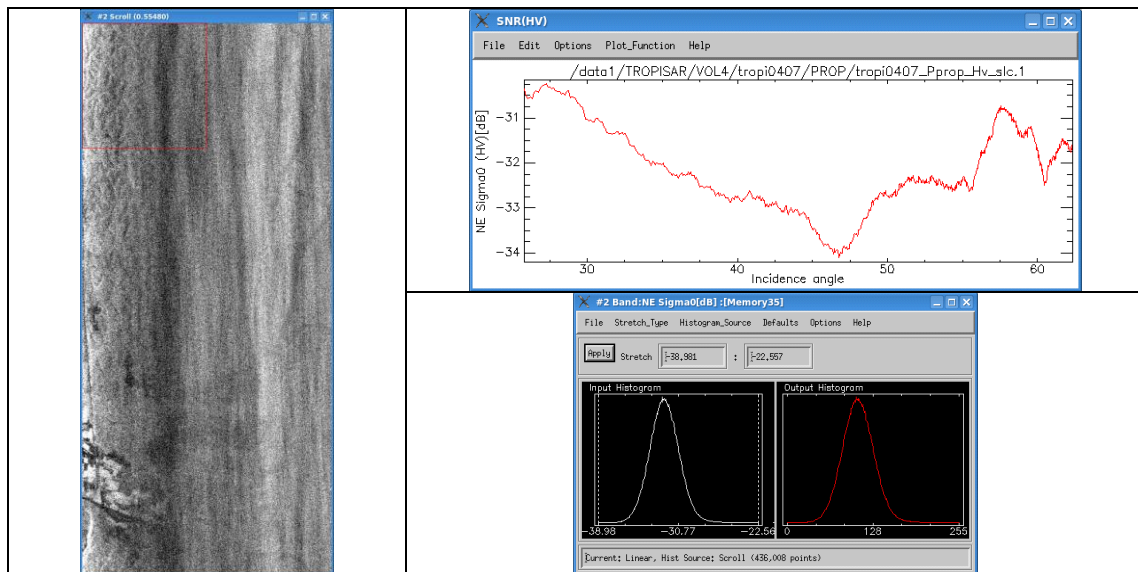 #2 Scroll (0.55480)
SNR(HV)
File Edit Options Plot_Function Help
/data1/TROPISAR/VOL4/tropi0407/PROP/tropi0407_Pprop_Hv_slc.1
NE Sigma0 (HV)[dB]
-31
-32
-33
-34
30 40 50 60
Incidence angle
#2 Band:NE Sigma0[dB] :[Memory35]
File Stretch_Type Histogram_Source Defaults Options Help
Apply Stretch -38.981 : -22.557
Input Histogram Output Histogram
-38.98 -30.77 -22.56 0 128 255
Current: Linear, Hist Source: Scroll (436,008 points)